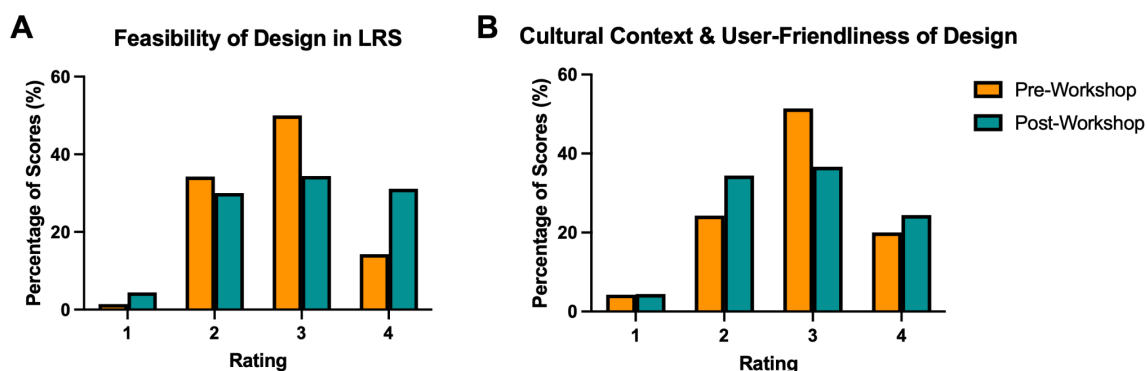 A
Feasibility of Design in LRS
Percentage of Scores (%)
60
40
20
0
1 2 3 4
Rating
B
Cultural Context & User-Friendliness of Design
Percentage of Scores (%)
60
40
20
0
1 2 3 4
Rating
Pre-Workshop
Post-Workshop